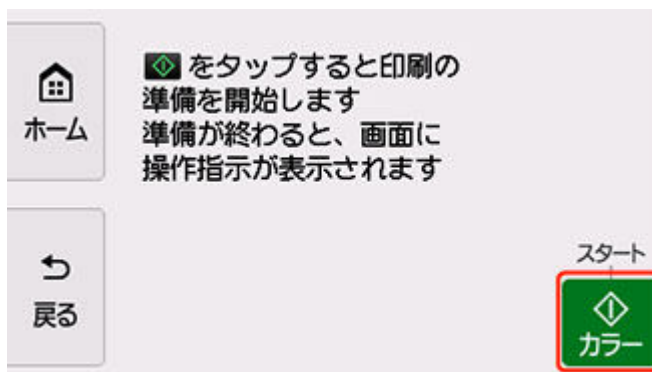 をタップすると印刷の
準備を開始します
準備が終わると、画面に
操作指示が表示されます
ホーム
戻る
スタート
カラー